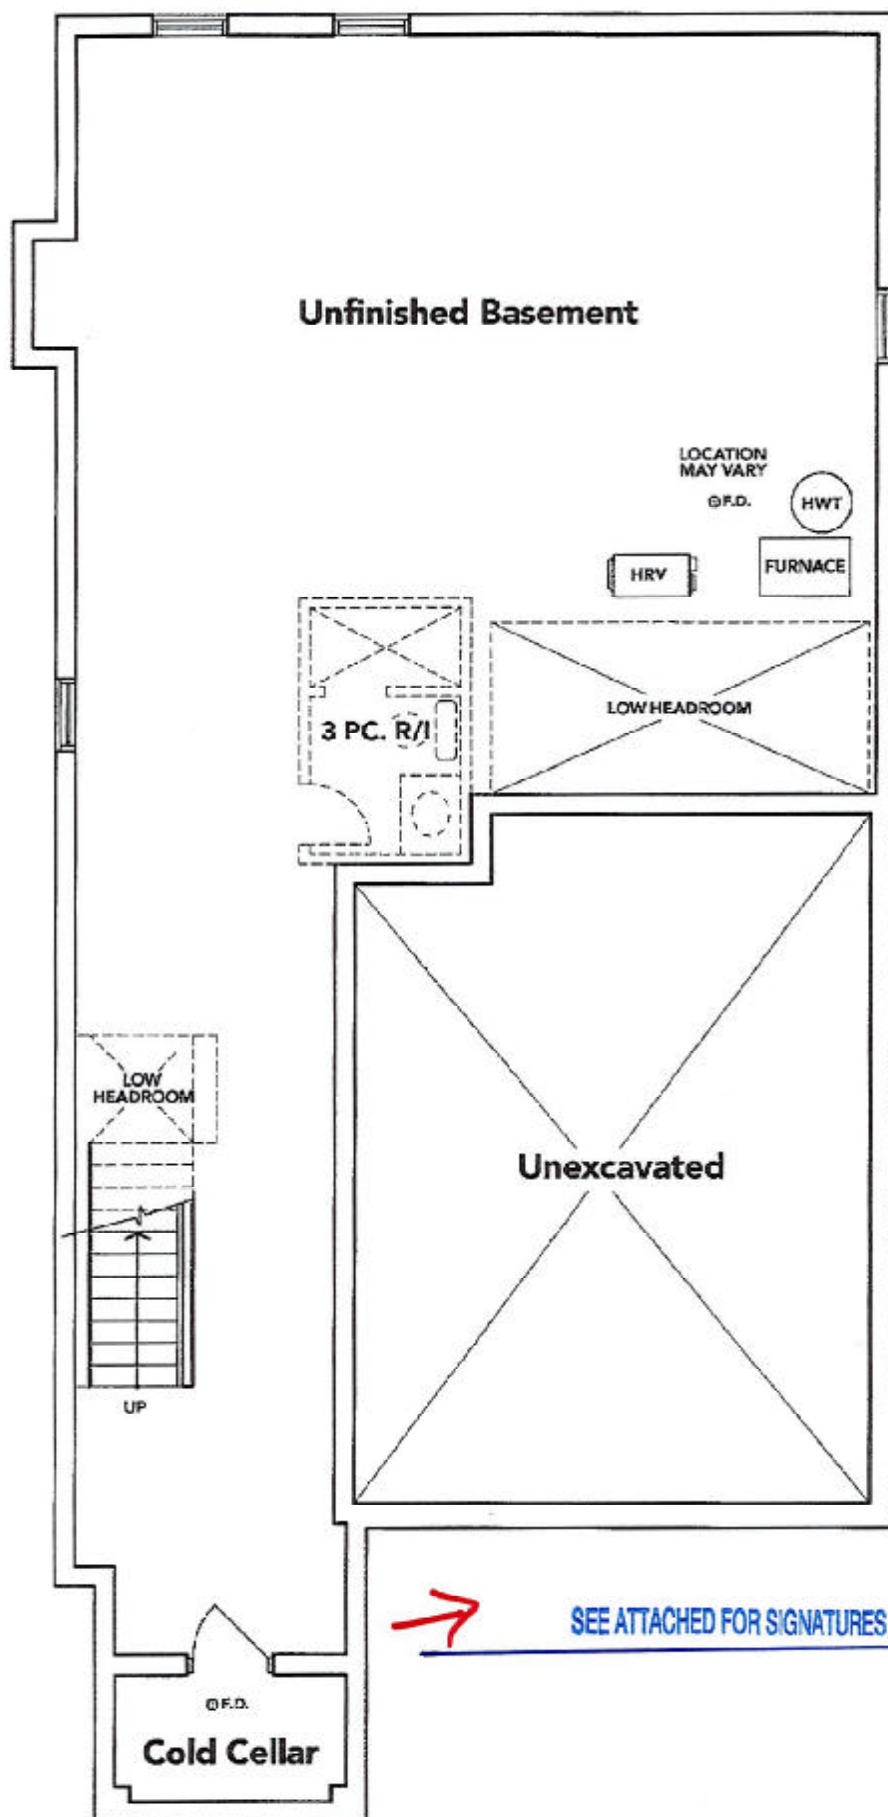 Unfinished Basement
LOCATION
MAY VARY
F.D.
HWT
HRV
FURNACE
3 PC. R/I
LOW HEADROOM
LOW
HEADROOM
Unexcavated
UP
SEE ATTACHED FOR SIGNATURES
F.D.
Cold Cellar